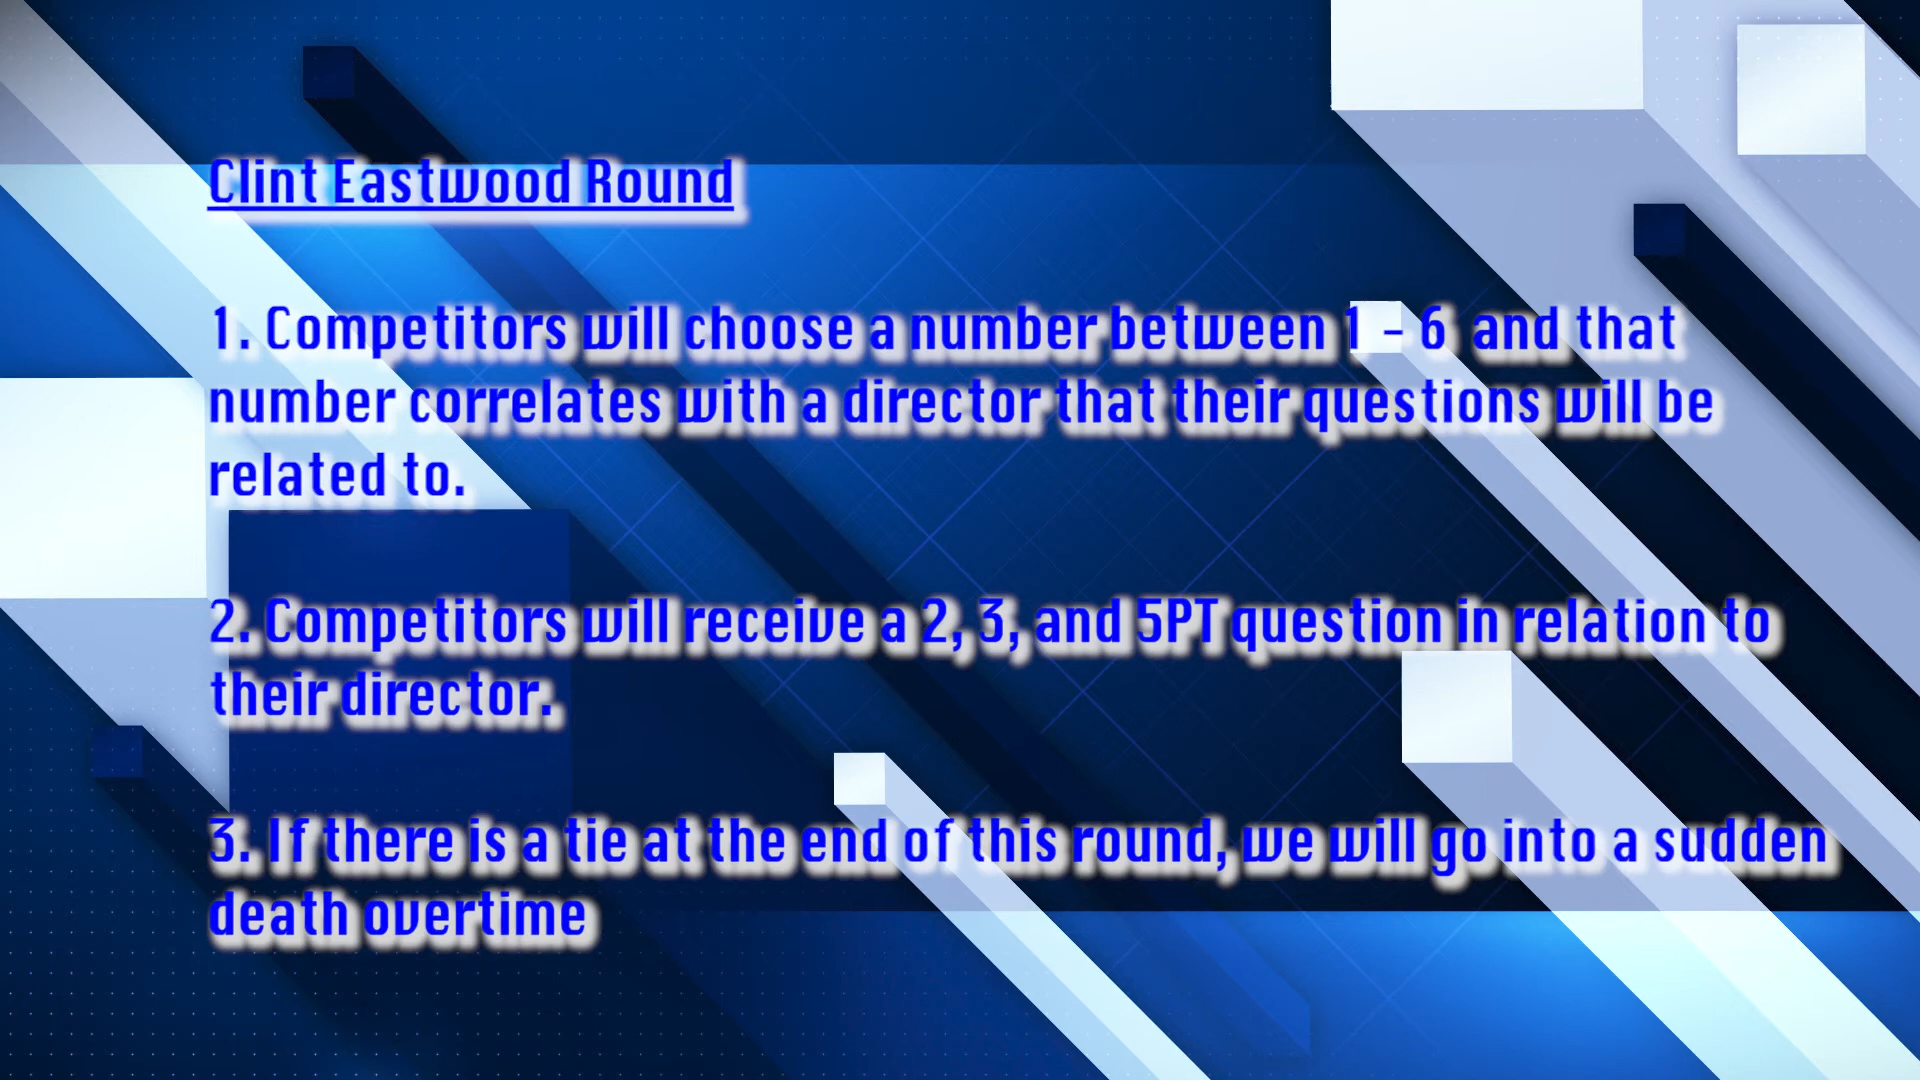 Clint Eastwood Round
1. Competitors will choose a number between 1 - 6 and that
number correlates with a director that their questions will be
related to.
2. Competitors will receive a 2, 3, and 5PT question in relation to
their director.
3. If there is a tie at the end of this round, we will go into a sudden
death overtime